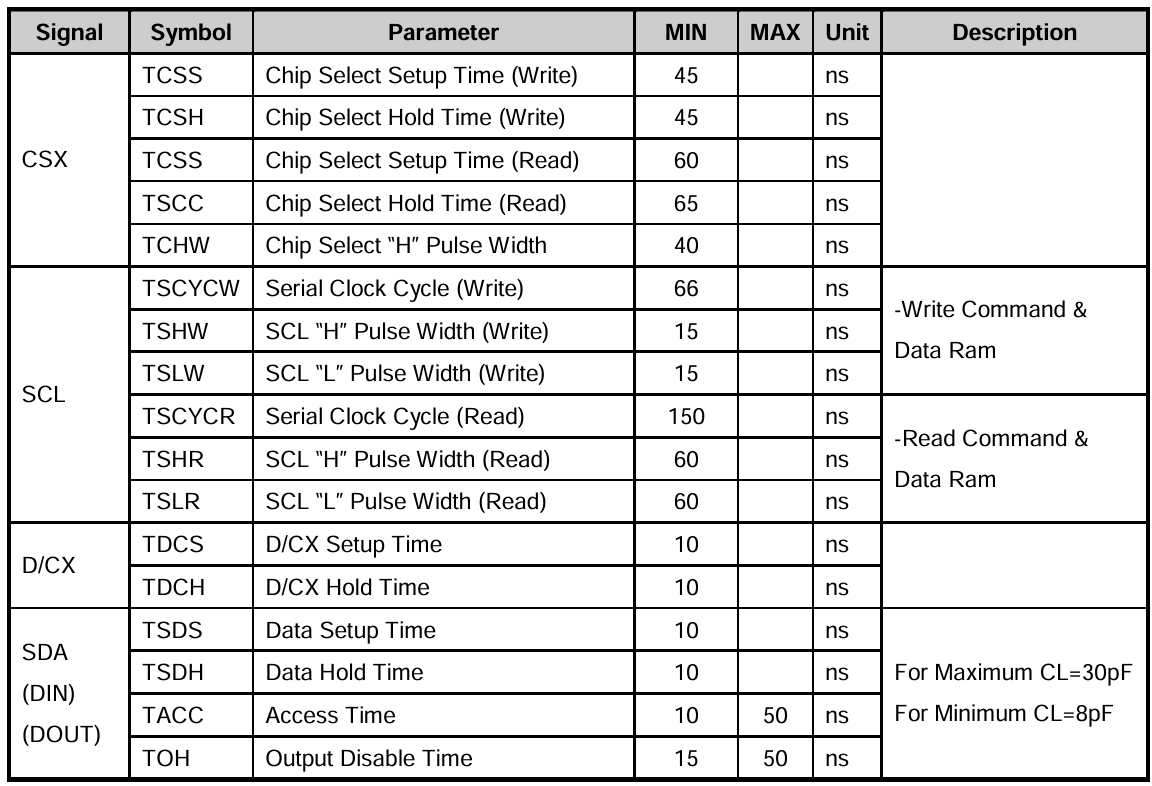 Signal Symbol Parameter MIN MAX Unit Description
CSX
TCSS Chip Select Setup Time (Write) 45 ns
TCSH Chip Select Hold Time (Write) 45 ns
TCSS Chip Select Setup Time (Read) 60 ns
TSCC Chip Select Hold Time (Read) 65 ns
TCHW Chip Select "H" Pulse Width 40 ns
SCL
TSCYCW Serial Clock Cycle (Write) 66 ns
TSHW SCL "H" Pulse Width (Write) 15 ns
TSLW SCL "L" Pulse Width (Write) 15 ns
-Write Command &
Data Ram
TSCYCR Serial Clock Cycle (Read) 150 ns
TSHR SCL "H" Pulse Width (Read) 60 ns
TSLR SCL "L" Pulse Width (Read) 60 ns
-Read Command &
Data Ram
D/CX
TDCS D/CX Setup Time 10 ns
TDCH D/CX Hold Time 10 ns
SDA
(DIN)
(DOUT)
TSDS Data Setup Time 10 ns
TSDH Data Hold Time 10 ns
TACC Access Time 10 50 ns
TOH Output Disable Time 15 50 ns
For Maximum CL=30pF
For Minimum CL=8pF